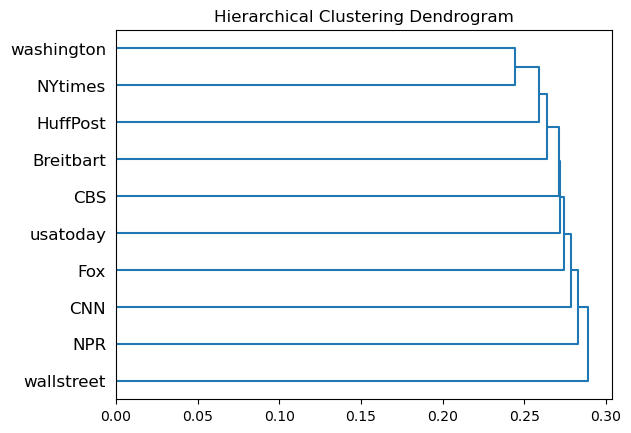 Hierarchical Clustering Dendrogram
washington
NYtimes
HuffPost
Breitbart
CBS
usatoday
Fox
CNN
NPR
wallstreet
0.00 0.05 0.10 0.15 0.20 0.25 0.30